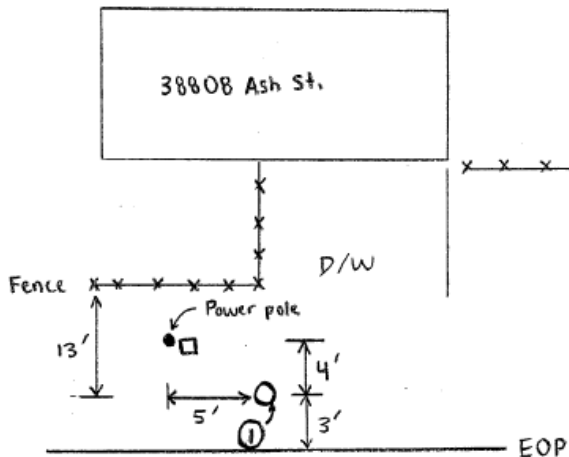 38808 Ash St.
D/W
Fence
Power pole
13'
4'
5'
3'
1
EOP